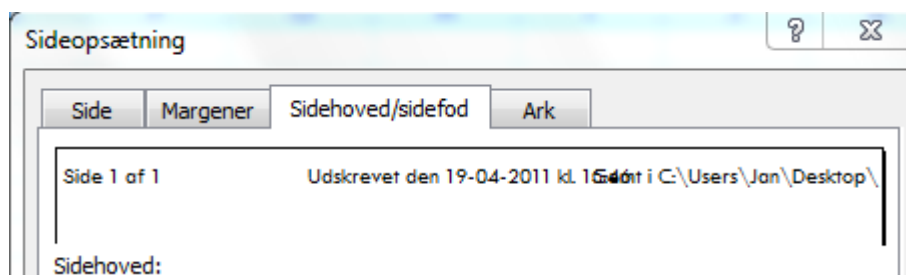 Sideopsætning
Side Margener Sidehoved/sidefod Ark
Side 1 af 1 Udskrevet den 19-04-2011 kl. i C:\Users\Jan\Desktop\
Sidehoved: